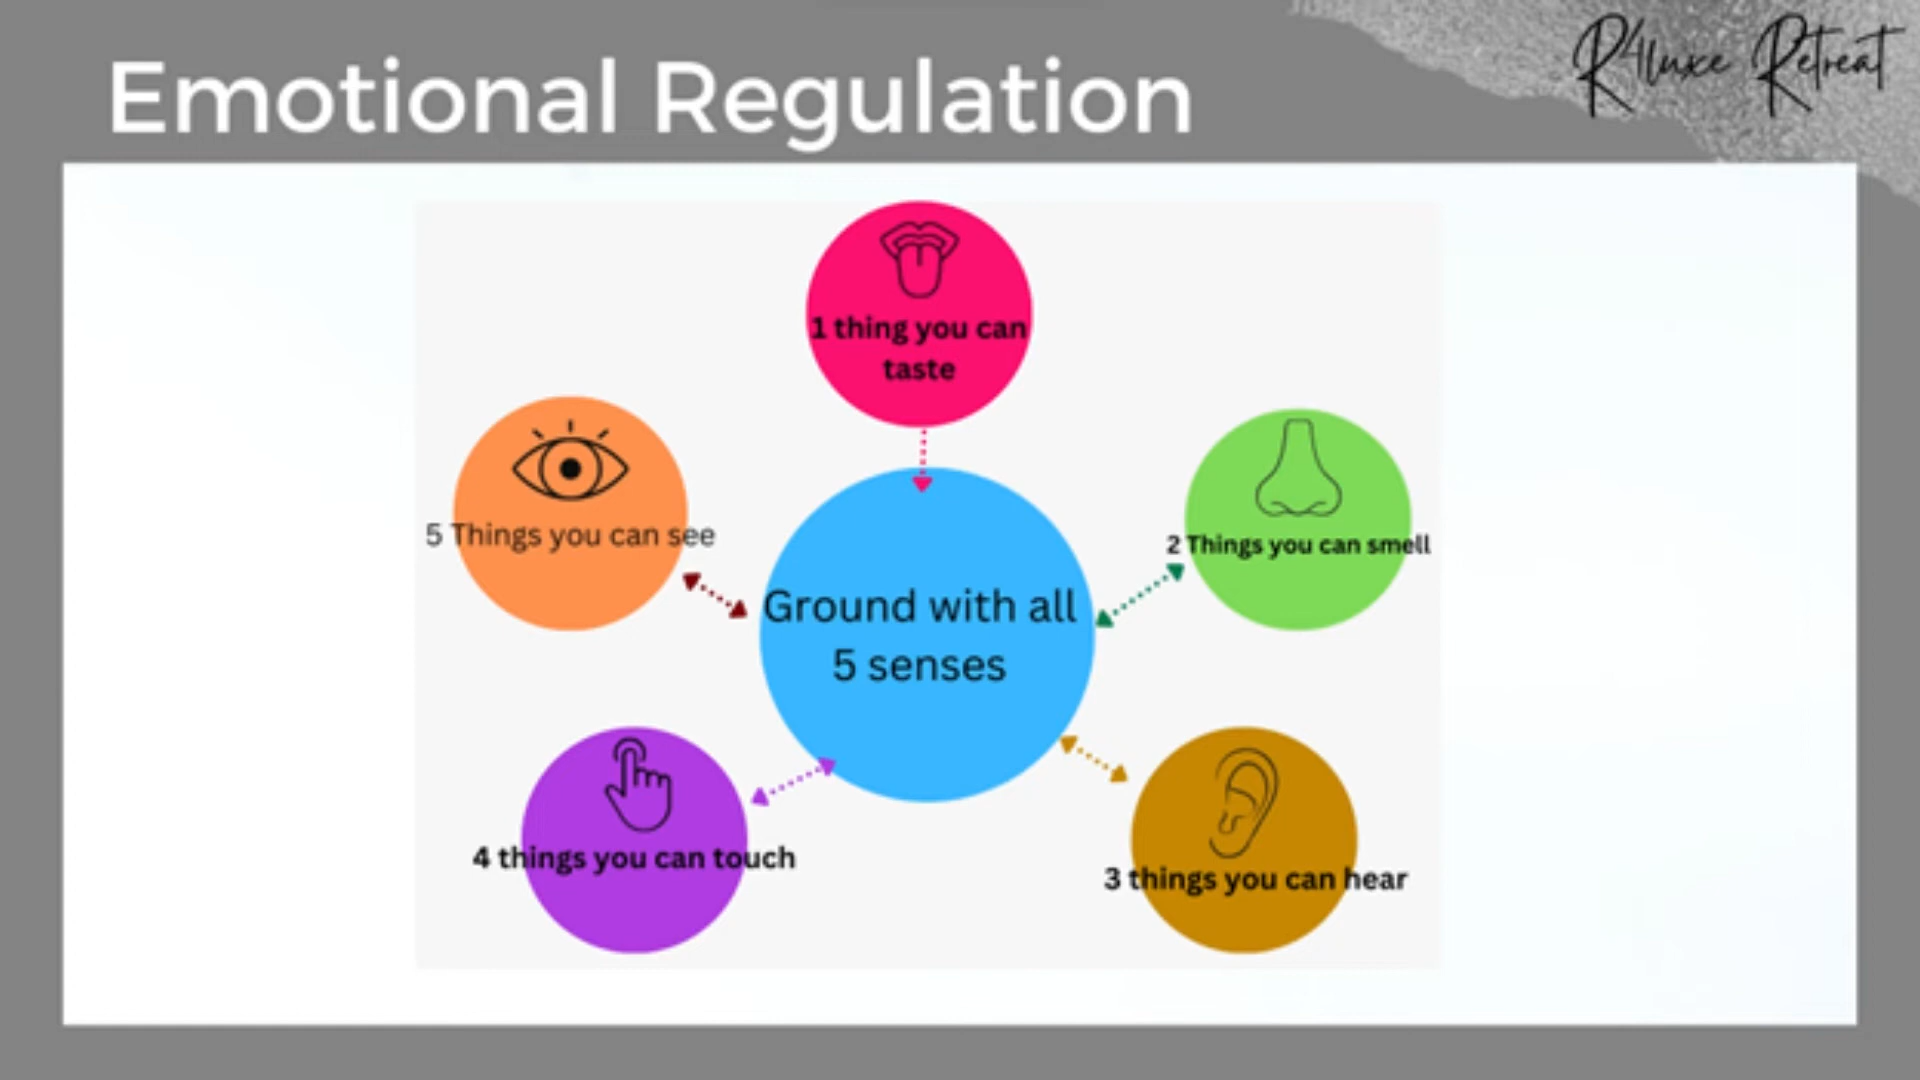 Emotional Regulation
R4luxe Retreat
1 thing you can
taste
5 Things you can see
2 Things you can smell
Ground with all
5 senses
4 things you can touch
3 things you can hear